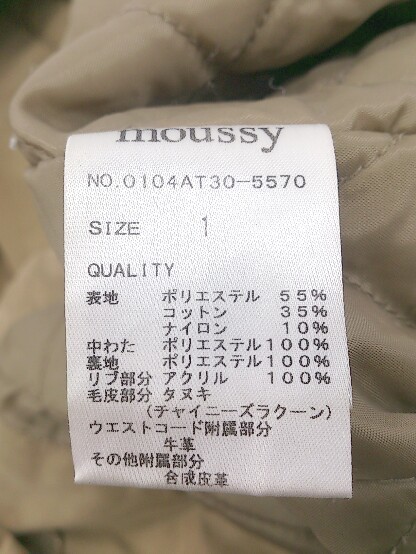 moussy
NO.0104AT30-5570
SIZE 1
QUALITY
表地 ポリエステル 55%
コットン 35%
ナイロン 10%
中わた ポリエステル100%
裏地 ポリエステル100%
リブ部分 アクリル 100%
毛皮部分 タヌキ
(チャイニーズラクーン)
ウエストコード附属部分
牛革
その他附属部分
合成皮革